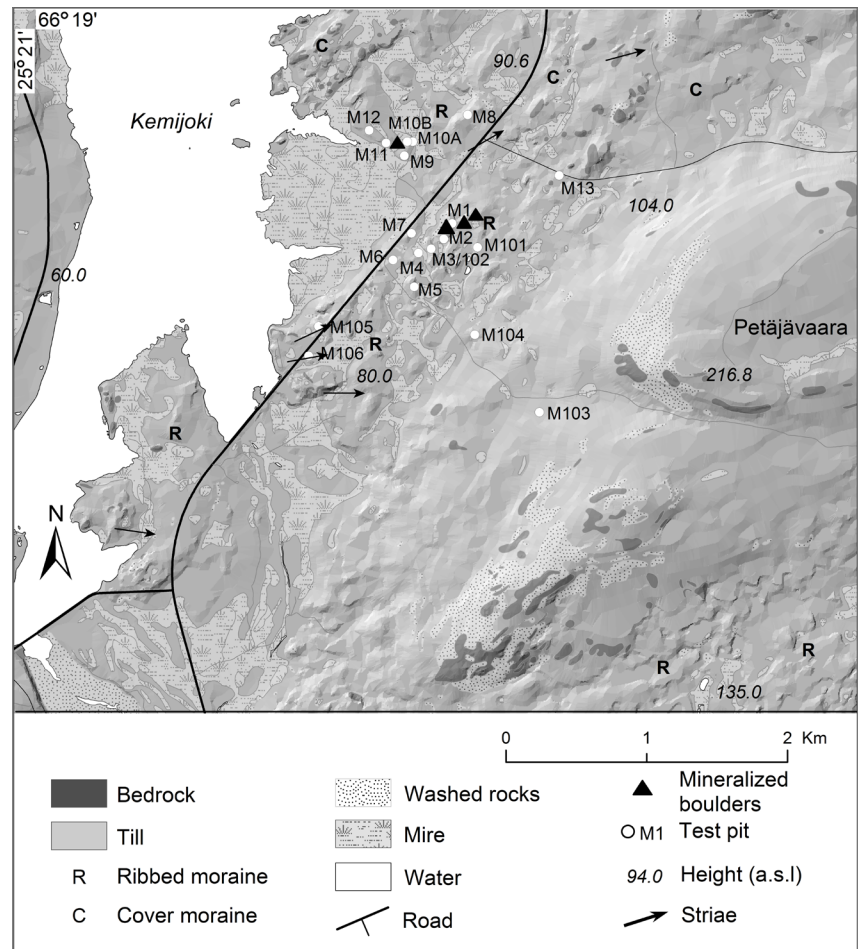 66° 19'
25° 21'
C
90.6
C
C
Kemijoki
R
M8
M12
M10B
M10A
M11
M9
M13
104.0
M1
R
M7
M2
M101
M6
M4
M3/102
60.0
M5
M105
M104
Petäjävaara
R
M106
80.0
216.8
M103
R
N
R
R
135.0
0 1 2 Km
Bedrock
Till
R Ribbed moraine
C Cover moraine
Washed rocks
Mire
Water
Road
Mineralized
boulders
M1 Test pit
94.0 Height (a.s.l)
Striae